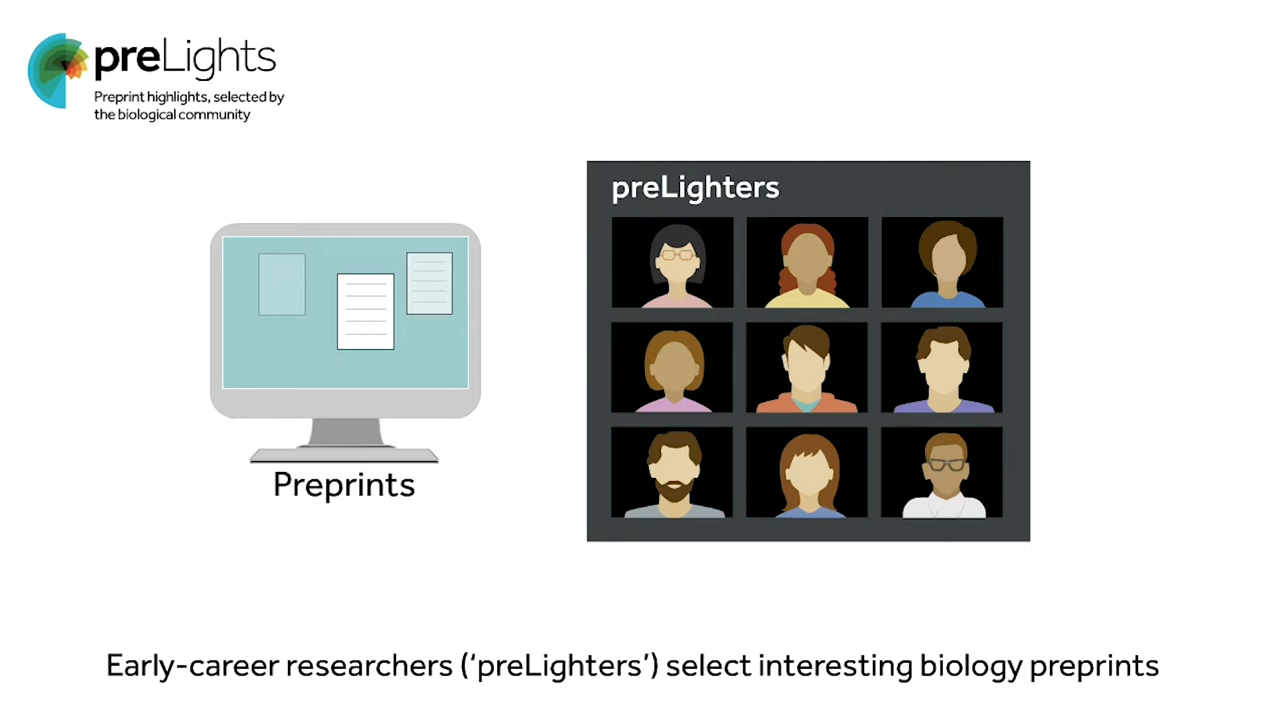 preLights
Preprint highlights, selected by
the biological community
preLighters
Preprints
Early-career researchers (‘preLighters’) select interesting biology preprints